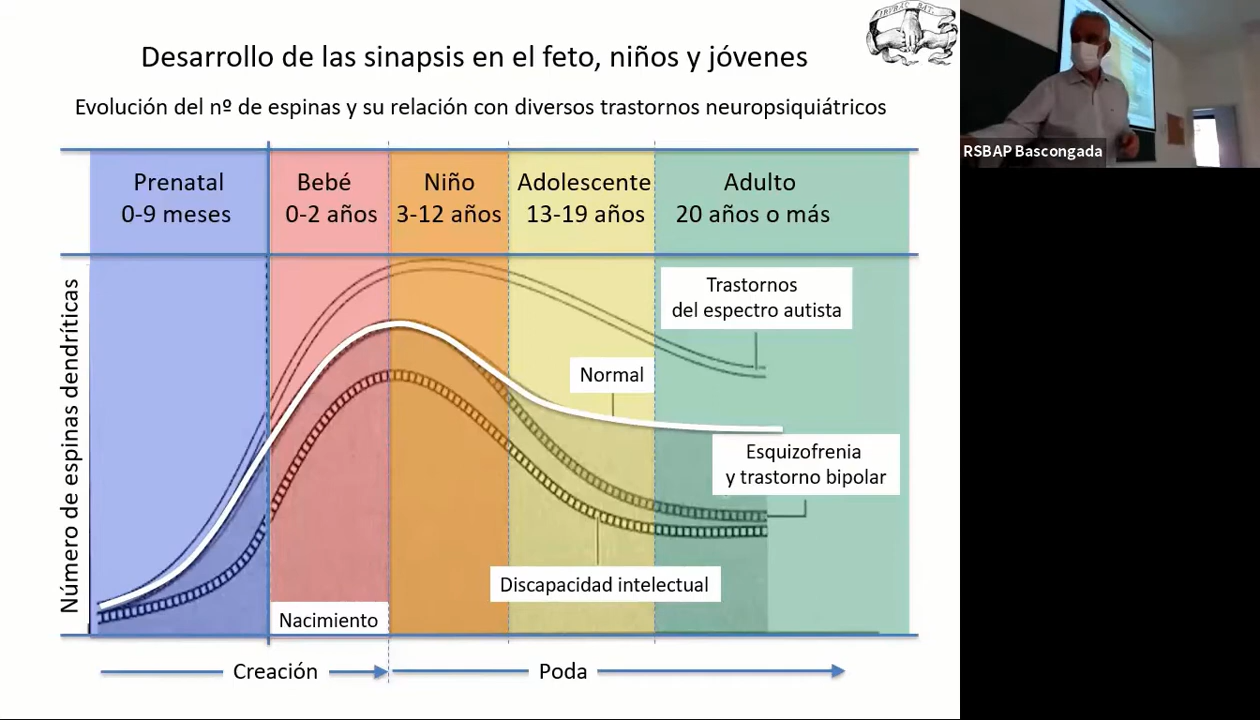 Desarrollo de las sinapsis en el feto, niños y jóvenes
Evolución del nº de espinas y su relación con diversos trastornos neuropsiquiátricos
RSBAP Bascongada
Prenatal
0-9 meses
Bebé
0-2 años
Niño
3-12 años
Adolescente
13-19 años
Adulto
20 años o más
Número de espinas dendríticas
Trastornos
del espectro autista
Normal
Esquizofrenia
y trastorno bipolar
Discapacidad intelectual
Nacimiento
Creación
Poda